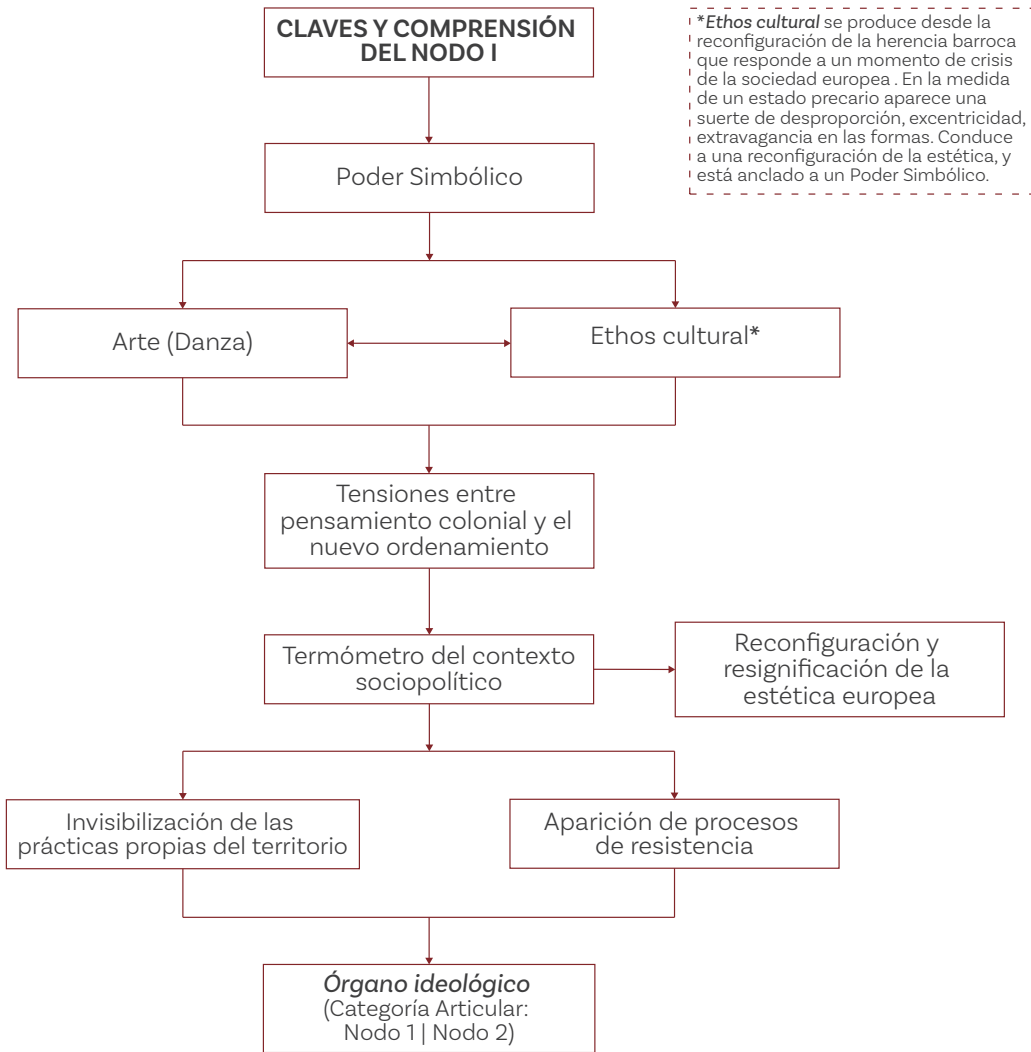 CLAVES Y COMPRENSIÓN
DEL NODO I
*Ethos cultural se produce desde la
reconfiguración de la herencia barroca
que responde a un momento de crisis
de la sociedad europea . En la medida
de un estado precario aparece una
suerte de desproporción, excentricidad,
extravagancia en las formas. Conduce
a una reconfiguración de la estética, y
está anclado a un Poder Simbólico.
Poder Simbólico
Arte (Danza)
Ethos cultural*
Tensiones entre
pensamiento colonial y el
nuevo ordenamiento
Termómetro del contexto
sociopolítico
Reconfiguración y
resignificación de la
estética europea
Invisibilización de las
prácticas propias del territorio
Aparición de procesos
de resistencia
Órgano ideológico
(Categoría Articular:
Nodo 1 | Nodo 2)